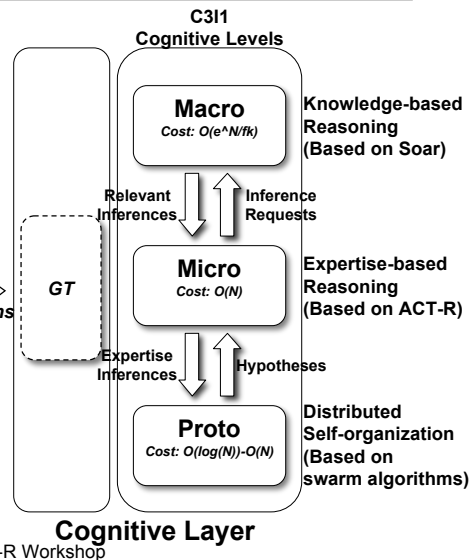 C3I1
Cognitive Levels
Macro
Cost: O(e^N/fk)
Knowledge-based
Reasoning
(Based on Soar)
Relevant
Inferences
Inference
Requests
GT
Micro
Cost: O(N)
Expertise-based
Reasoning
(Based on ACT-R)
Expertise
Inferences
Hypotheses
Proto
Cost: O(log(N))-O(N)
Distributed
Self-organization
(Based on
swarm algorithms)
Cognitive Layer
-R Workshop